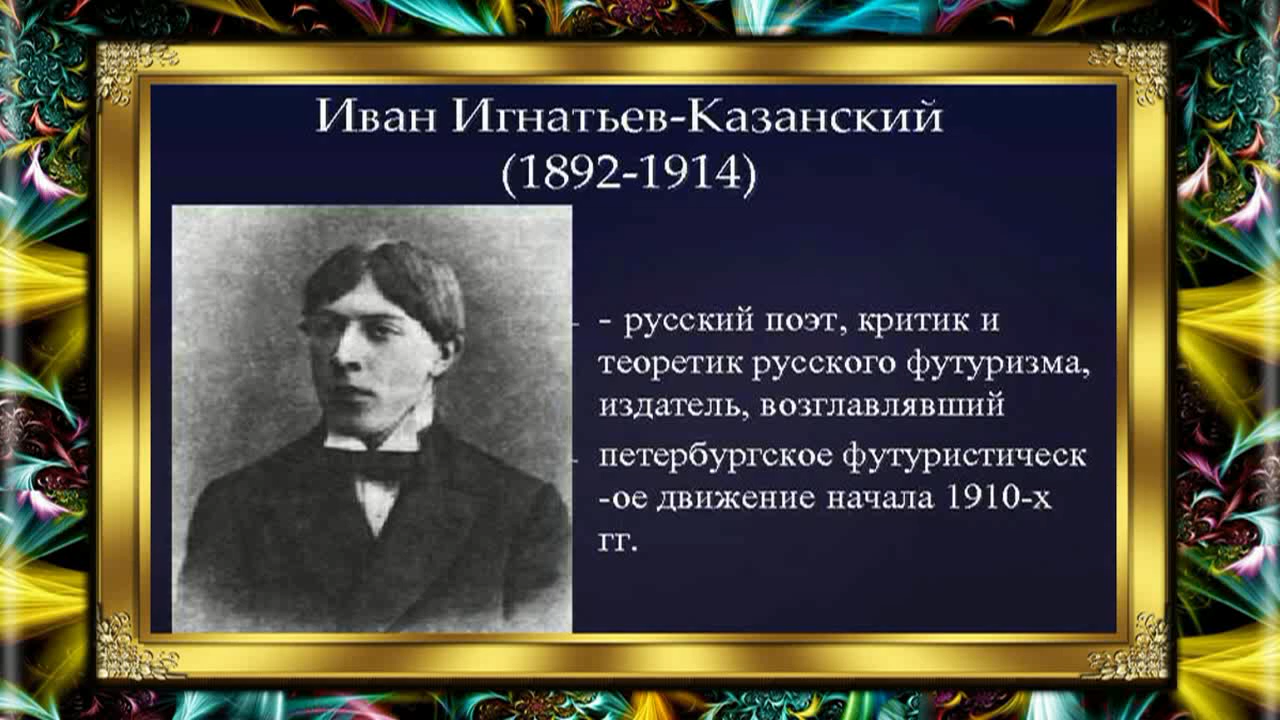 Иван Игнатьев-Казанский
(1892-1914)
- русский поэт, критик и
теоретик русского футуризма,
издатель, возглавлявший
петербургское футуристическ
-ое движение начала 1910-х
гг.